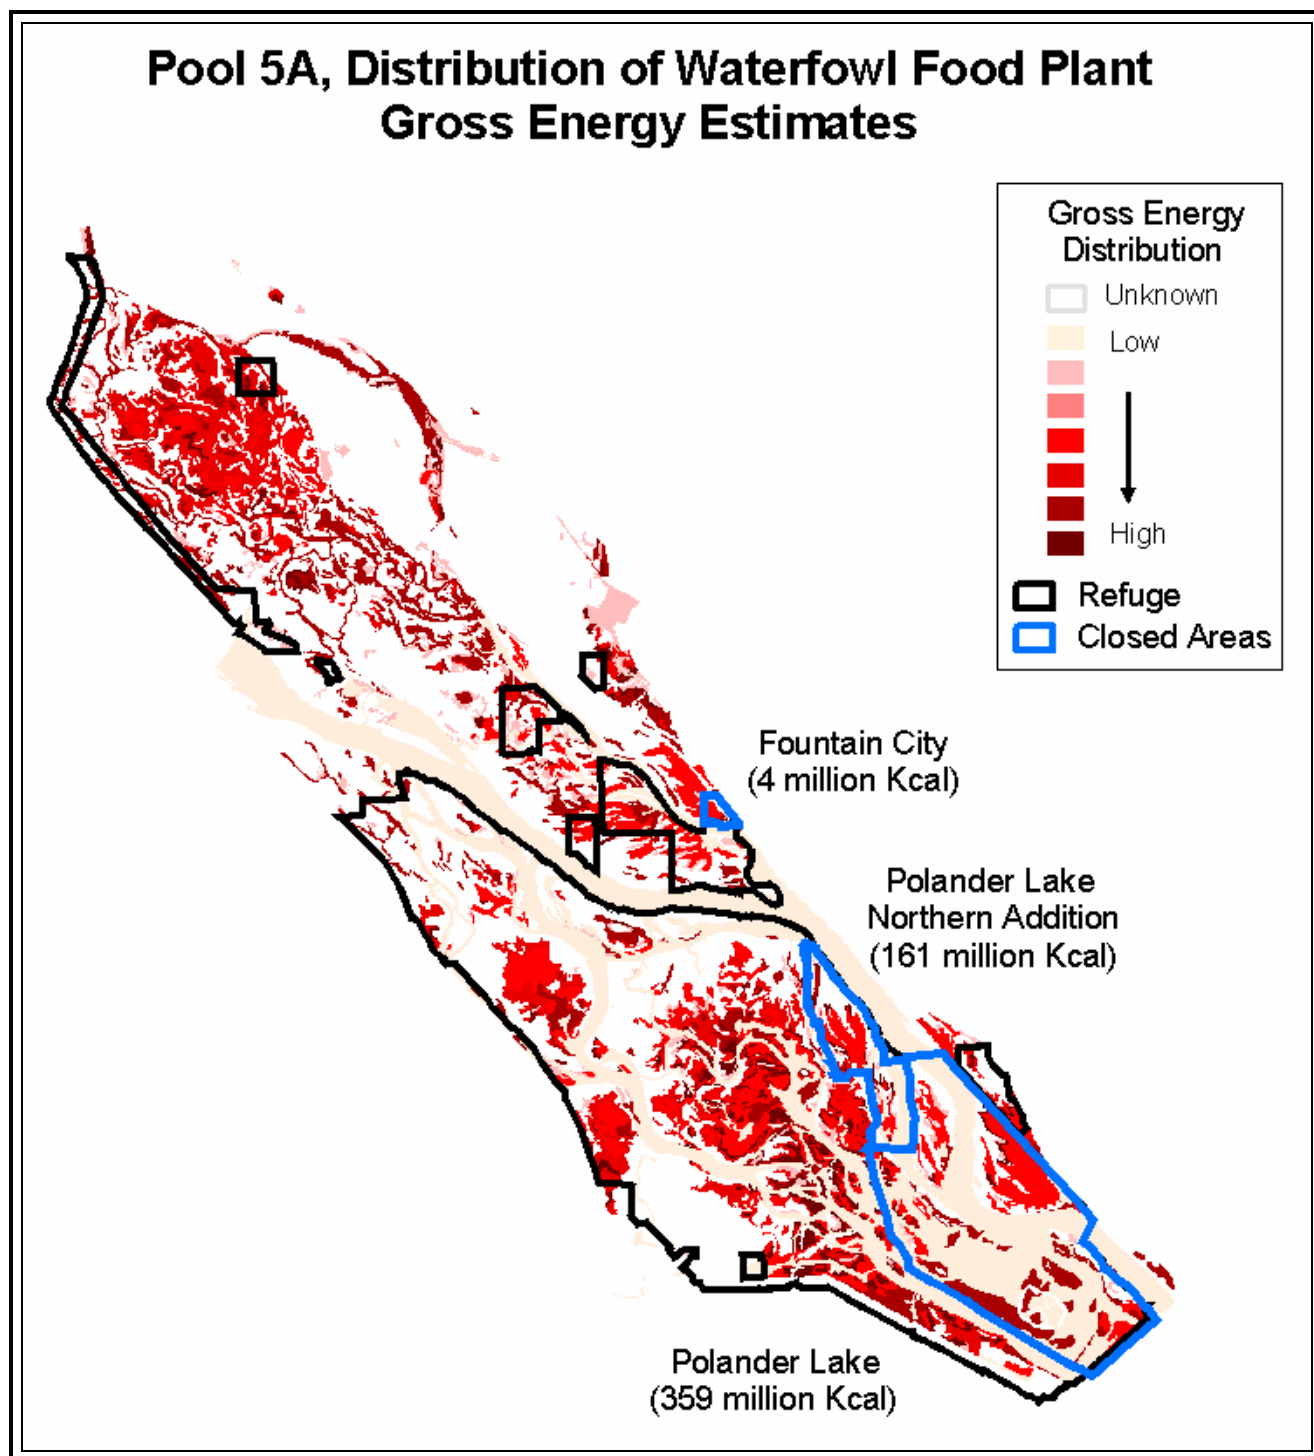 Pool 5A, Distribution of Waterfowl Food Plant
Gross Energy Estimates
Gross Energy
Distribution
Unknown
Low
High
Refuge
Closed Areas
Fountain City
(4 million Kcal)
Polander Lake
Northern Addition
(161 million Kcal)
Polander Lake
(359 million Kcal)